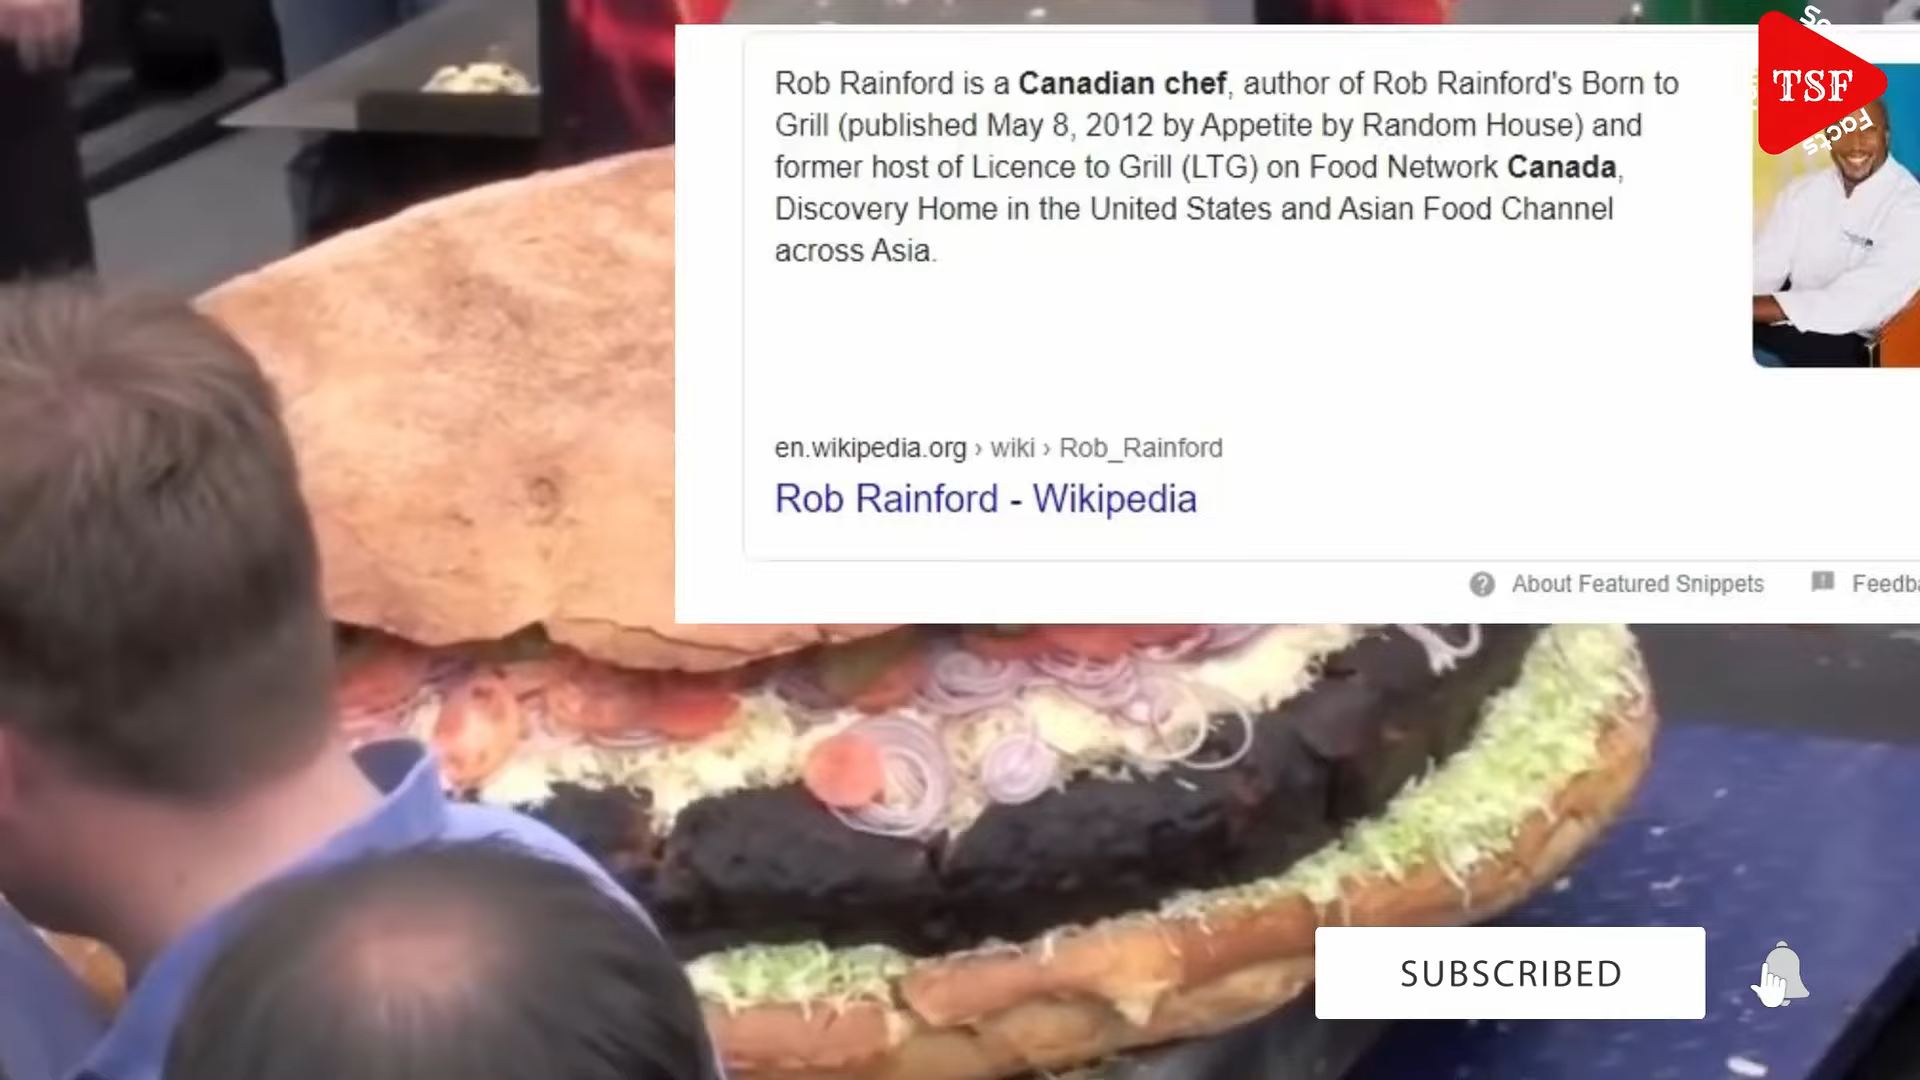 Rob Rainford is a Canadian chef, author of Rob Rainford's Born to
Grill (published May 8, 2012 by Appetite by Random House) and
former host of Licence to Grill (LTG) on Food Network Canada,
Discovery Home in the United States and Asian Food Channel
across Asia.
en.wikipedia.org › wiki › Rob_Rainford
Rob Rainford - Wikipedia
About Featured Snippets
TSF
Facts
SUBSCRIBED